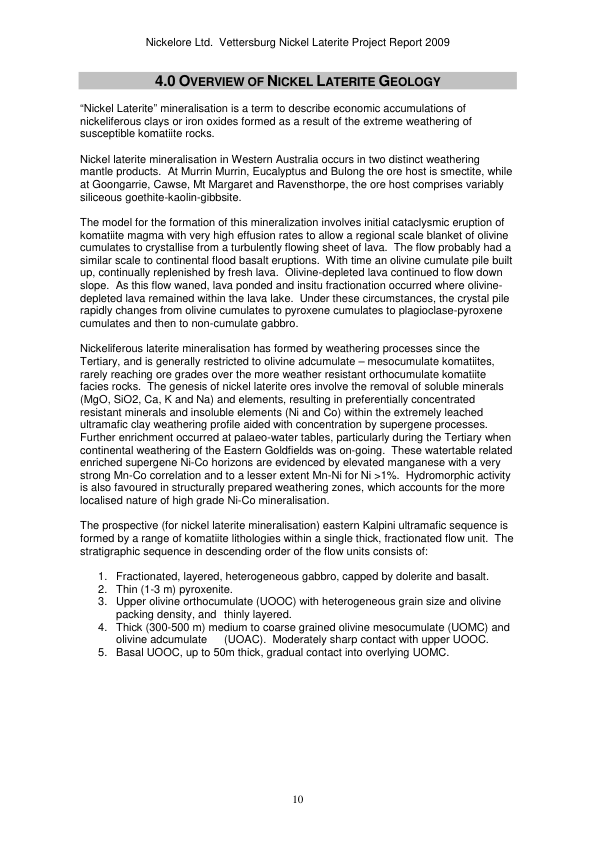 Nickelore Ltd.  Vettersburg Nickel Laterite Project Report 2009
4.0 OVERVIEW OF NICKEL LATERITE GEOLOGY
“Nickel Laterite” mineralisation is a term to describe economic accumulations of
nickeliferous clays or iron oxides formed as a result of the extreme weathering of
susceptible komatiite rocks.
Nickel laterite mineralisation in Western Australia occurs in two distinct weathering
mantle products.  At Murrin Murrin, Eucalyptus and Bulong the ore host is smectite, while
at Goongarrie, Cawse, Mt Margaret and Ravensthorpe, the ore host comprises variably
siliceous goethite-kaolin-gibbsite.
The model for the formation of this mineralization involves initial cataclysmic eruption of
komatiite magma with very high effusion rates to allow a regional scale blanket of olivine
cumulates to crystallise from a turbulently flowing sheet of lava.  The flow probably had a
similar scale to continental flood basalt eruptions.  With time an olivine cumulate pile built
up, continually replenished by fresh lava.  Olivine-depleted lava continued to flow down
slope.  As this flow waned, lava ponded and insitu fractionation occurred where olivine-
depleted lava remained within the lava lake.  Under these circumstances, the crystal pile
rapidly changes from olivine cumulates to pyroxene cumulates to plagioclase-pyroxene
cumulates and then to non-cumulate gabbro.
Nickeliferous laterite mineralisation has formed by weathering processes since the
Tertiary, and is generally restricted to olivine adcumulate – mesocumulate komatiites,
rarely reaching ore grades over the more weather resistant orthocumulate komatiite
facies rocks.  The genesis of nickel laterite ores involve the removal of soluble minerals
(MgO, SiO2, Ca, K and Na) and elements, resulting in preferentially concentrated
resistant minerals and insoluble elements (Ni and Co) within the extremely leached
ultramafic clay weathering profile aided with concentration by supergene processes.
Further enrichment occurred at palaeo-water tables, particularly during the Tertiary when
continental weathering of the Eastern Goldfields was on-going.  These watertable related
enriched supergene Ni-Co horizons are evidenced by elevated manganese with a very
strong Mn-Co correlation and to a lesser extent Mn-Ni for Ni >1%.  Hydromorphic activity
is also favoured in structurally prepared weathering zones, which accounts for the more
localised nature of high grade Ni-Co mineralisation.
The prospective (for nickel laterite mineralisation) eastern Kalpini ultramafic sequence is
formed by a range of komatiite lithologies within a single thick, fractionated flow unit.  The
stratigraphic sequence in descending order of the flow units consists of:
1. Fractionated, layered, heterogeneous gabbro, capped by dolerite and basalt.
2. Thin (1-3 m) pyroxenite.
3. Upper olivine orthocumulate (UOOC) with heterogeneous grain size and olivine
packing density, and  thinly layered.
4. Thick (300-500 m) medium to coarse grained olivine mesocumulate (UOMC) and
olivine adcumulate  (UOAC).  Moderately sharp contact with upper UOOC.
5. Basal UOOC, up to 50m thick, gradual contact into overlying UOMC.
10